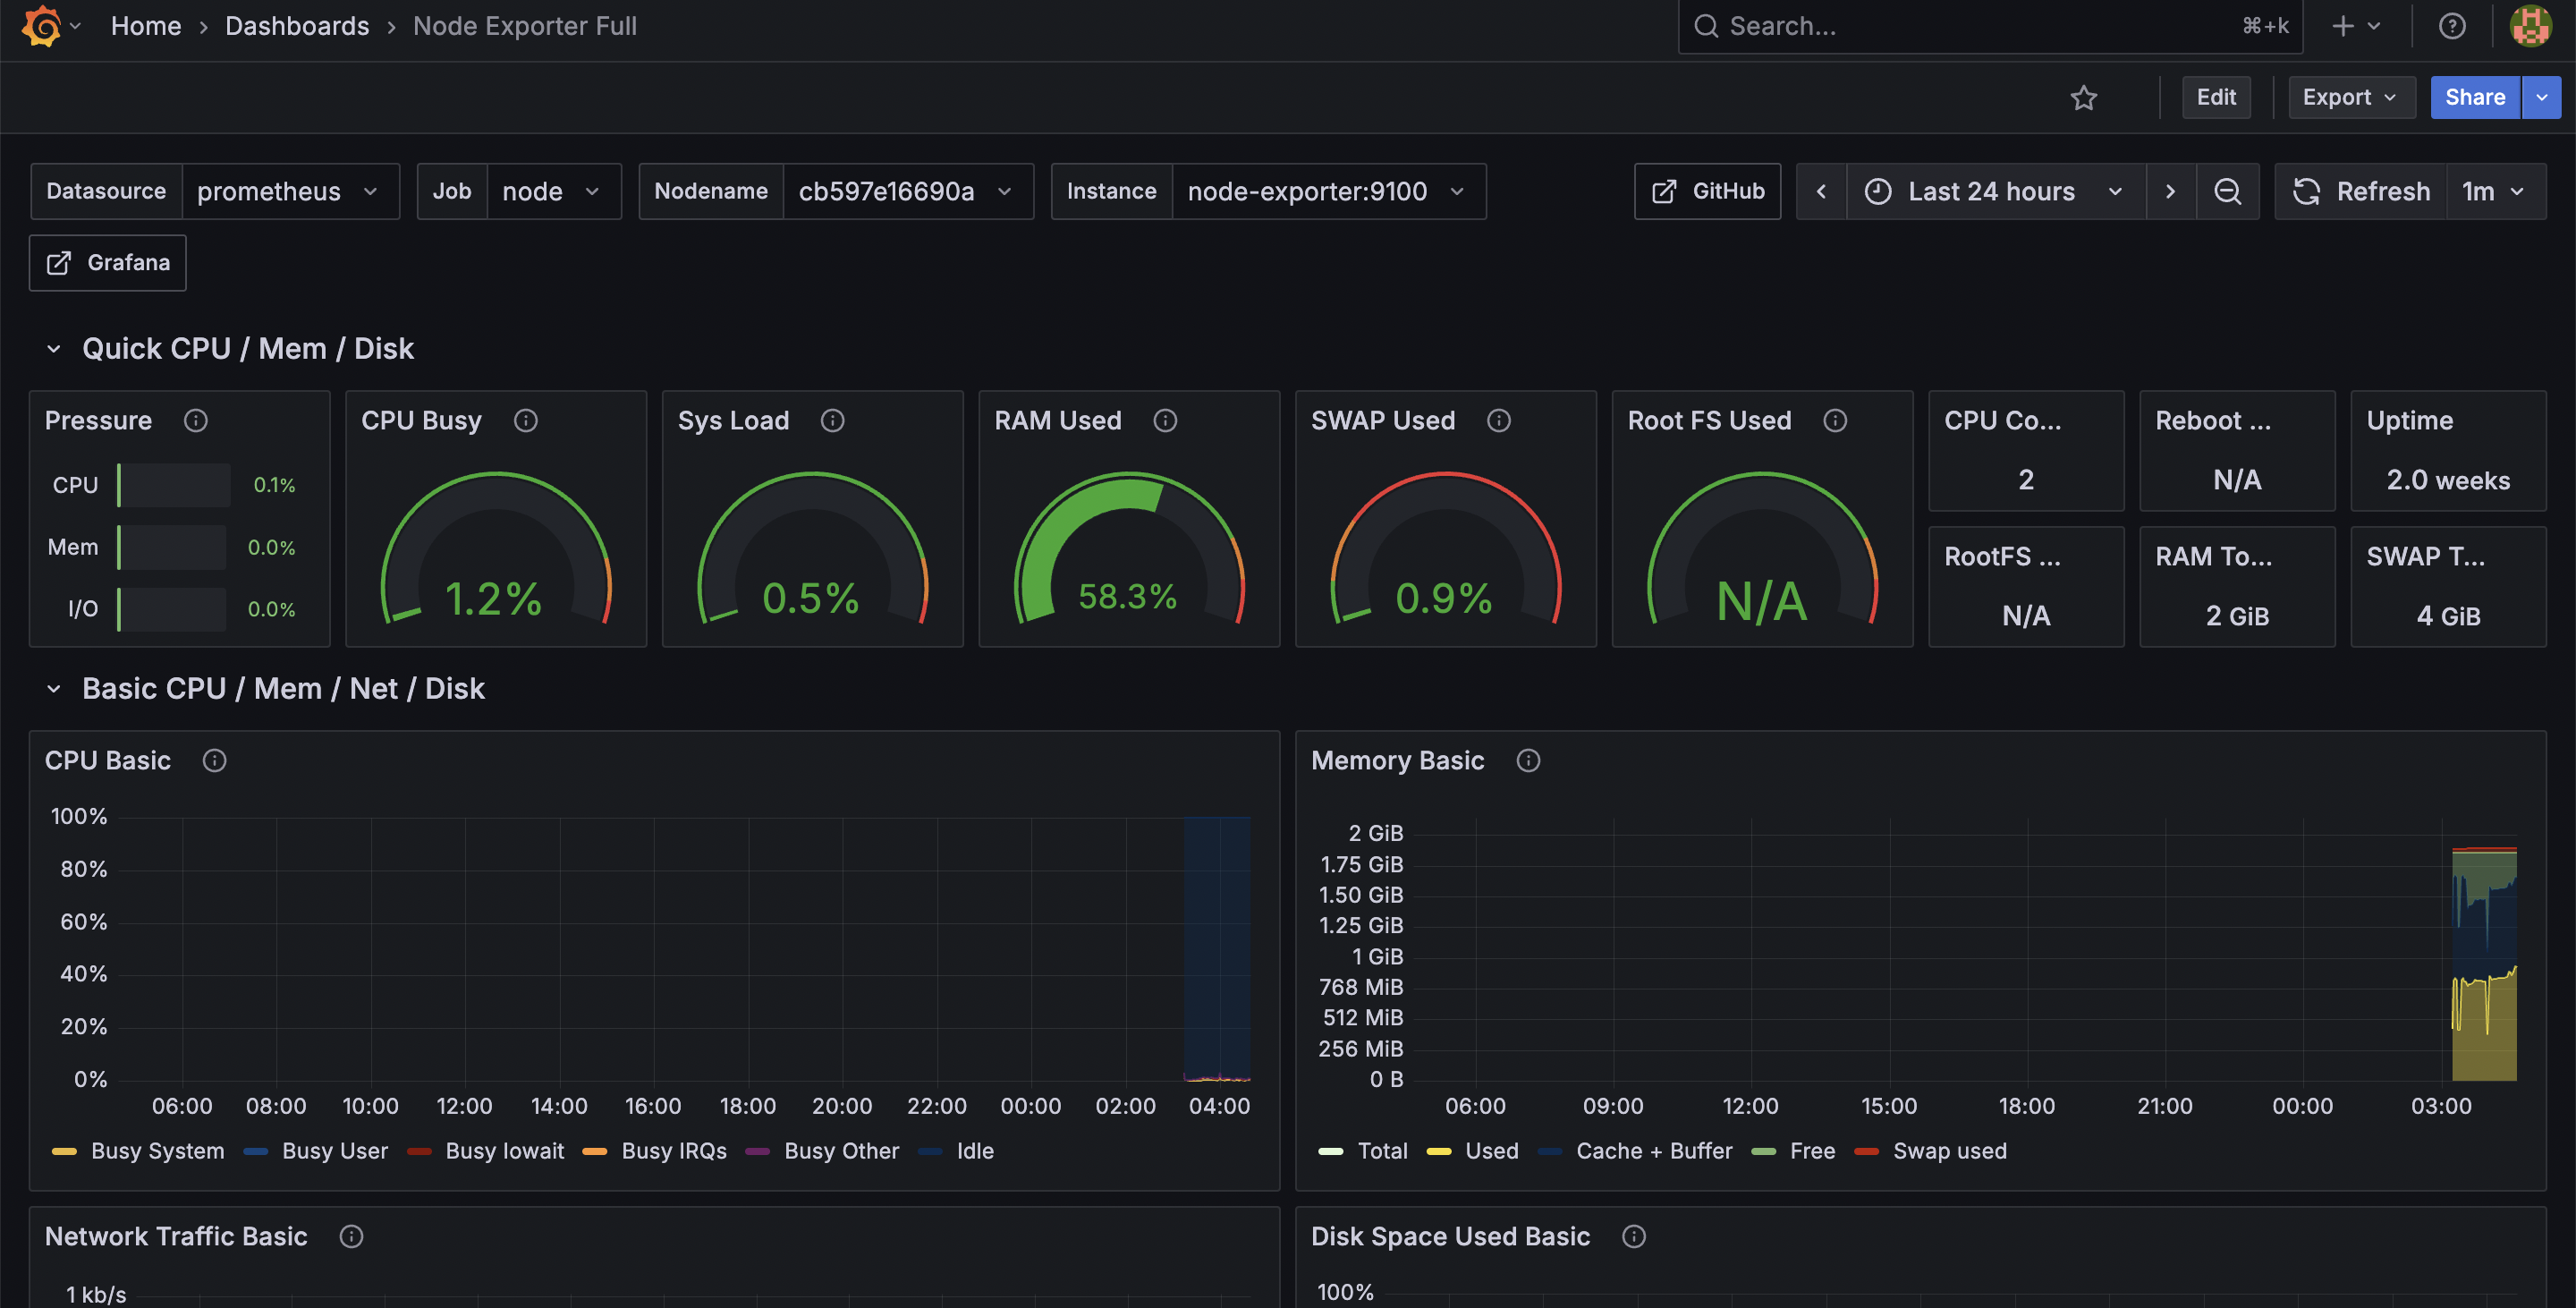 Home › Dashboards › Node Exporter Full
Search... ⌘+k
Edit Export Share
Datasource prometheus Job node Nodename cb597e16690a Instance node-exporter:9100 GitHub Last 24 hours Refresh 1m
Grafana
Quick CPU / Mem / Disk
Pressure
CPU 0.1%
Mem 0.0%
I/O 0.0%
CPU Busy
1.2%
Sys Load
0.5%
RAM Used
58.3%
SWAP Used
0.9%
Root FS Used
N/A
CPU Co...
2
Reboot ...
N/A
Uptime
2.0 weeks
RootFS ...
N/A
RAM To...
2 GiB
SWAP T...
4 GiB
Basic CPU / Mem / Net / Disk
CPU Basic
100%
80%
60%
40%
20%
0%
06:00 08:00 10:00 12:00 14:00 16:00 18:00 20:00 22:00 00:00 02:00 04:00
Busy System Busy User Busy Iowait Busy IRQs Busy Other Idle
Memory Basic
2 GiB
1.75 GiB
1.50 GiB
1.25 GiB
1 GiB
768 MiB
512 MiB
256 MiB
0 B
06:00 09:00 12:00 15:00 18:00 21:00 00:00 03:00
Total Used Cache + Buffer Free Swap used
Network Traffic Basic
1 kb/s
Disk Space Used Basic
100%